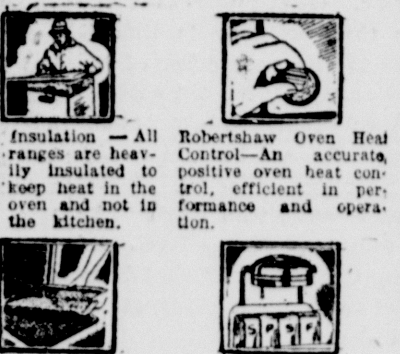 Insulation — All
ranges are heav-
ily insulated to
keep heat in the
oven and not in
the kitchen.
Robertshaw Oven Heat
Control—An accurate,
positive oven heat con-
trol, efficient in per-
formance and opera-
tion.